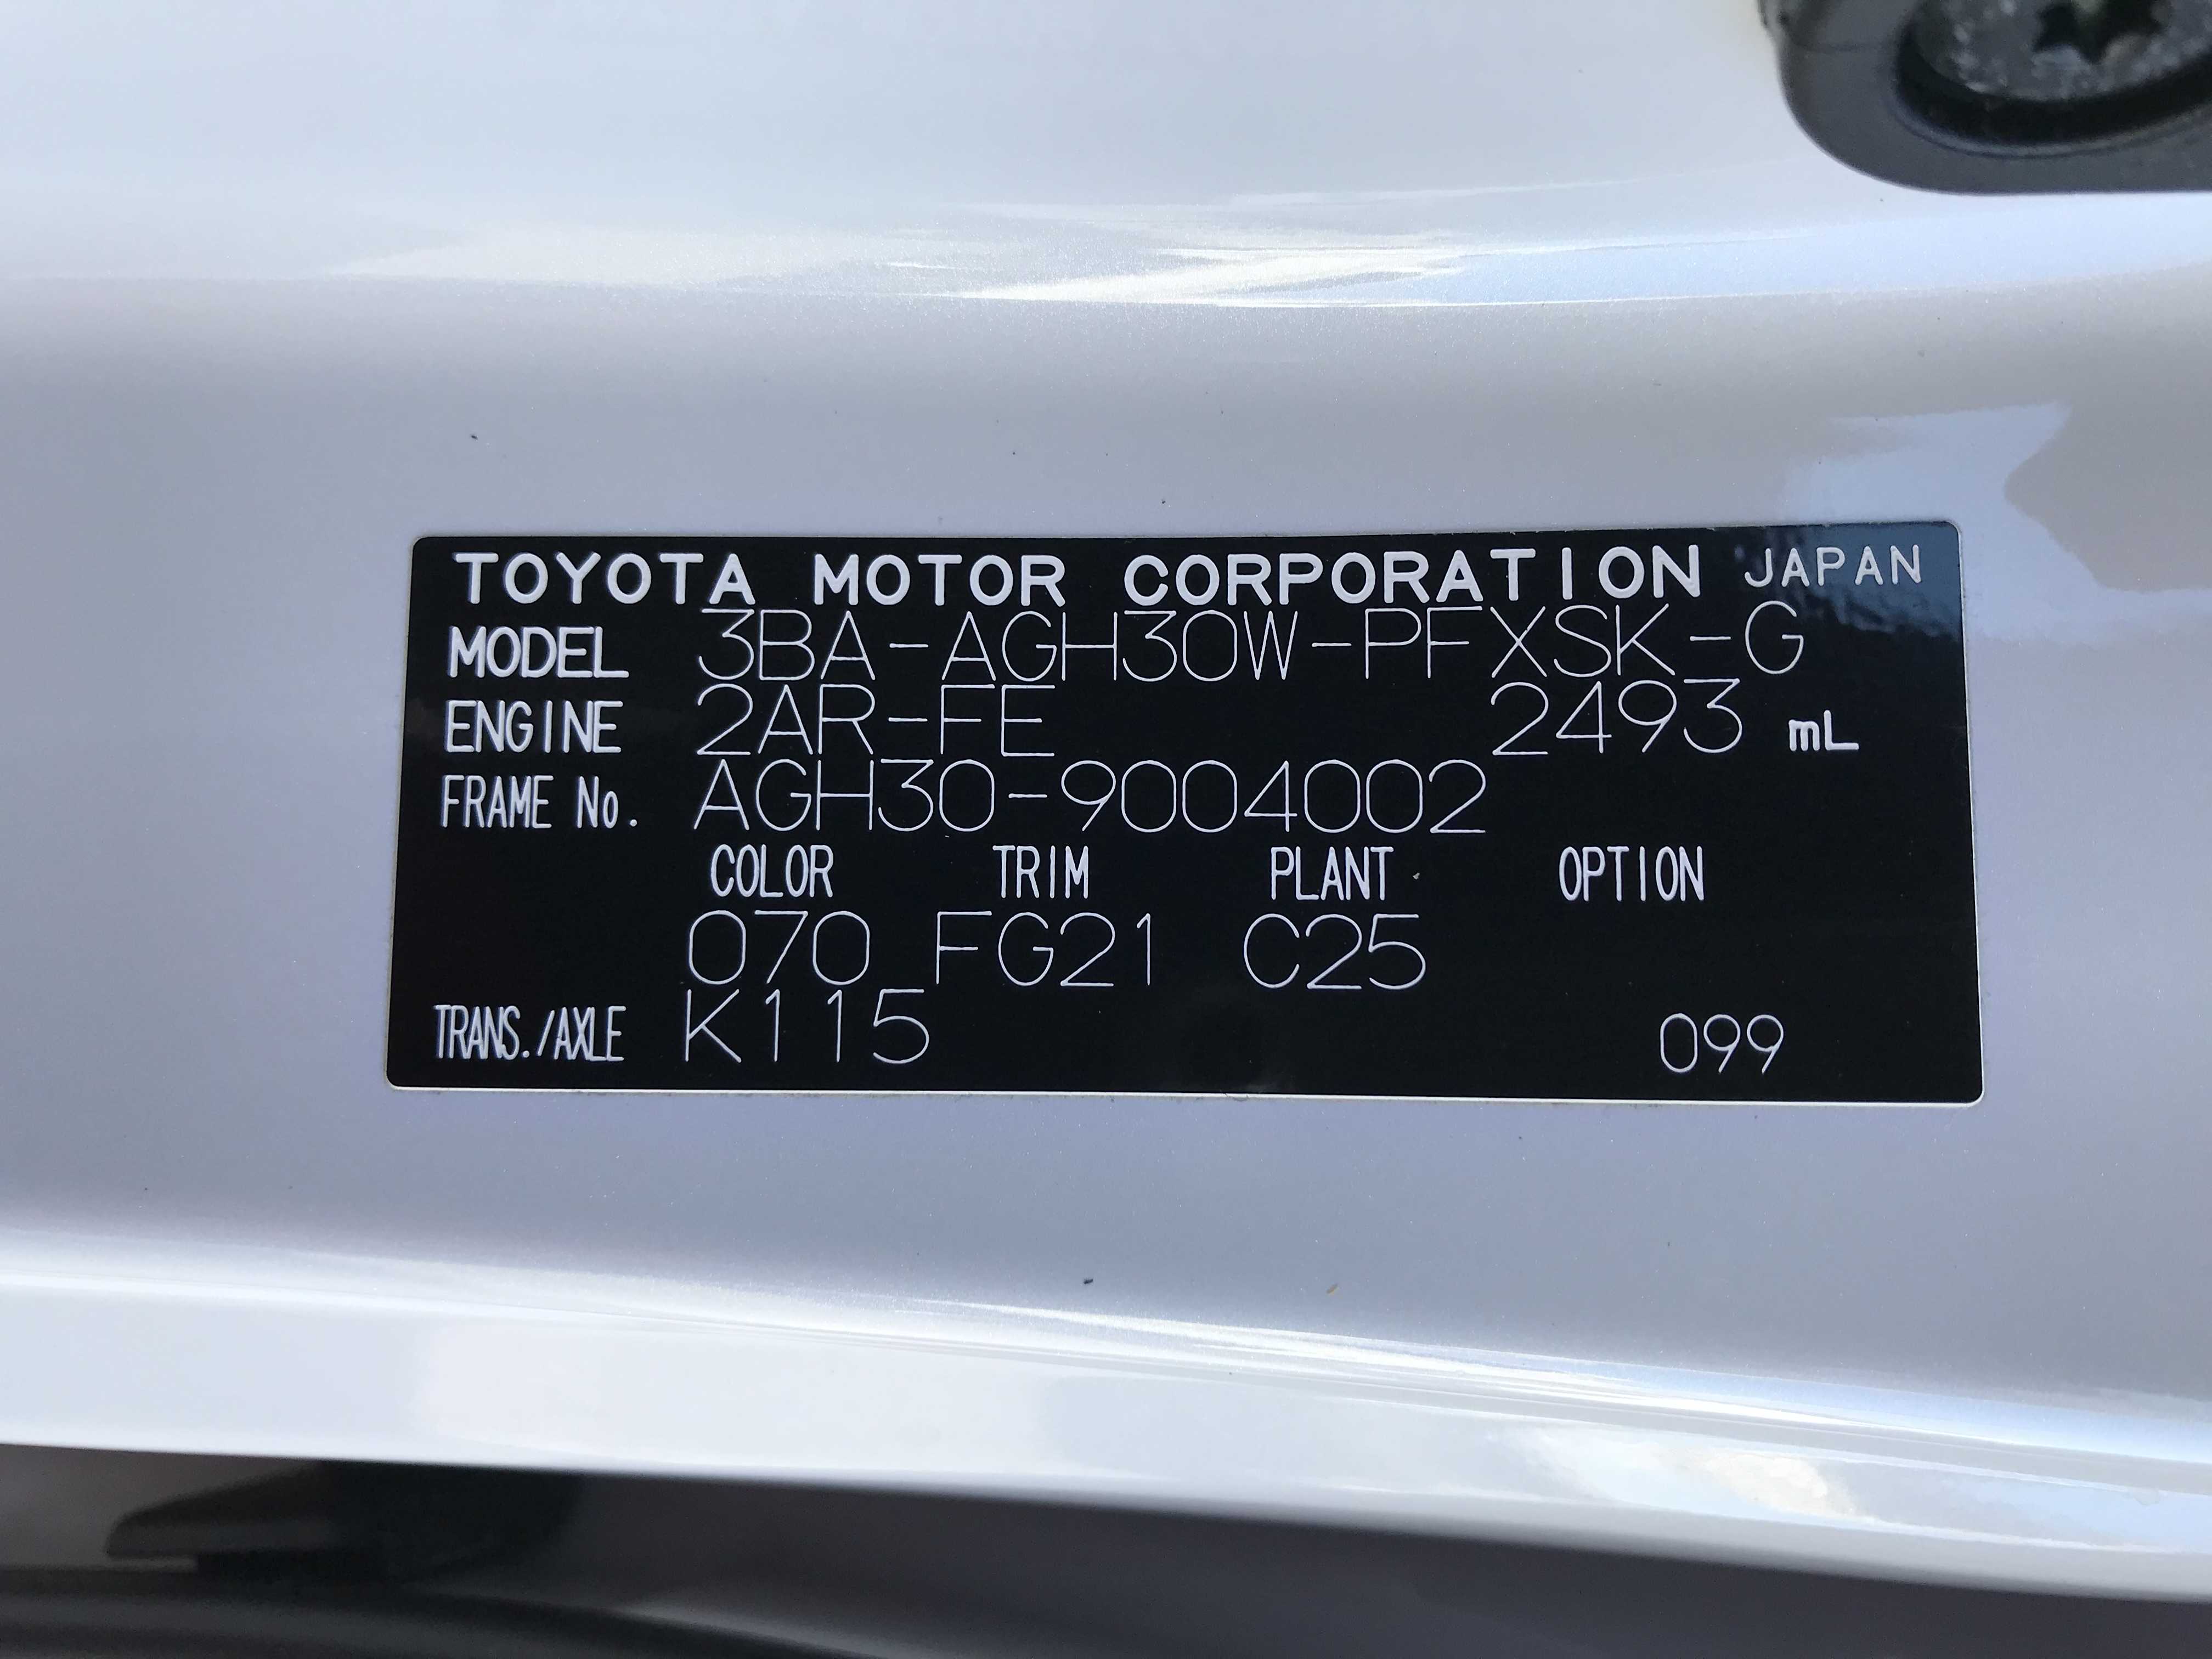 TOYOTA MOTOR CORPORATION JAPAN
MODEL 3BA-AGH30W-PFXSK-G
ENGINE 2AR-FE 2493 mL
FRAME No. AGH30-9004002
COLOR TRIM PLANT OPTION
070 FG21 C25
TRANS./AXLE K115 099